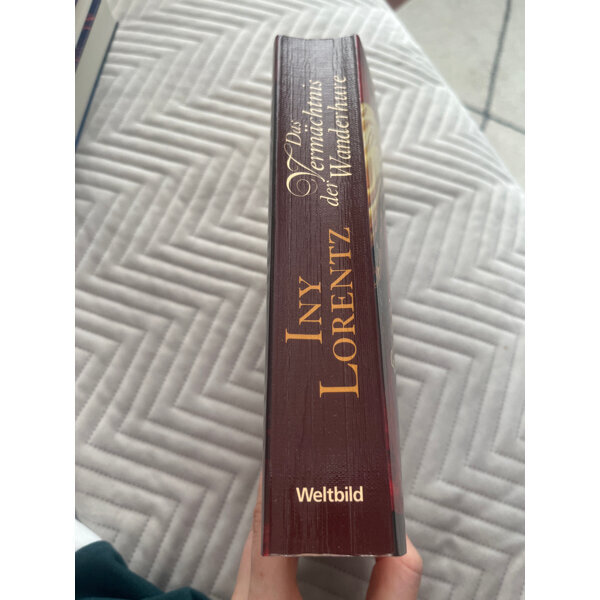 Das
Vermächtnis
der Wanderhure
INY
LORENTZ
Weltbild